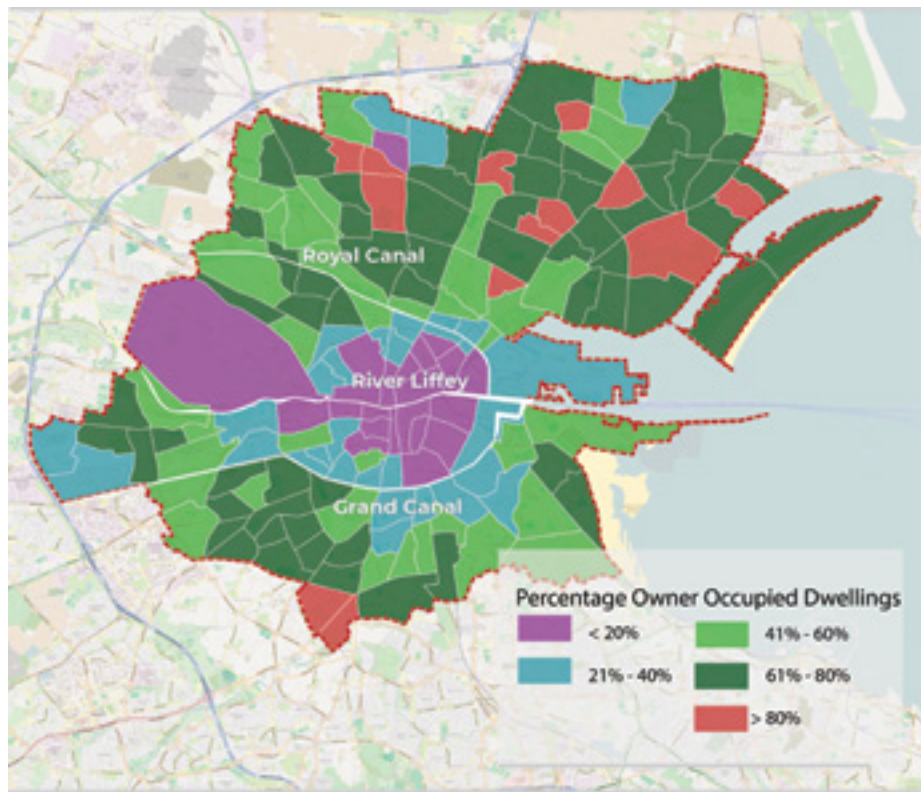 Royal Canal
River Liffey
Grand Canal
Percentage Owner Occupied Dwellings
< 20%
41% - 60%
21% - 40%
61% - 80%
> 80%